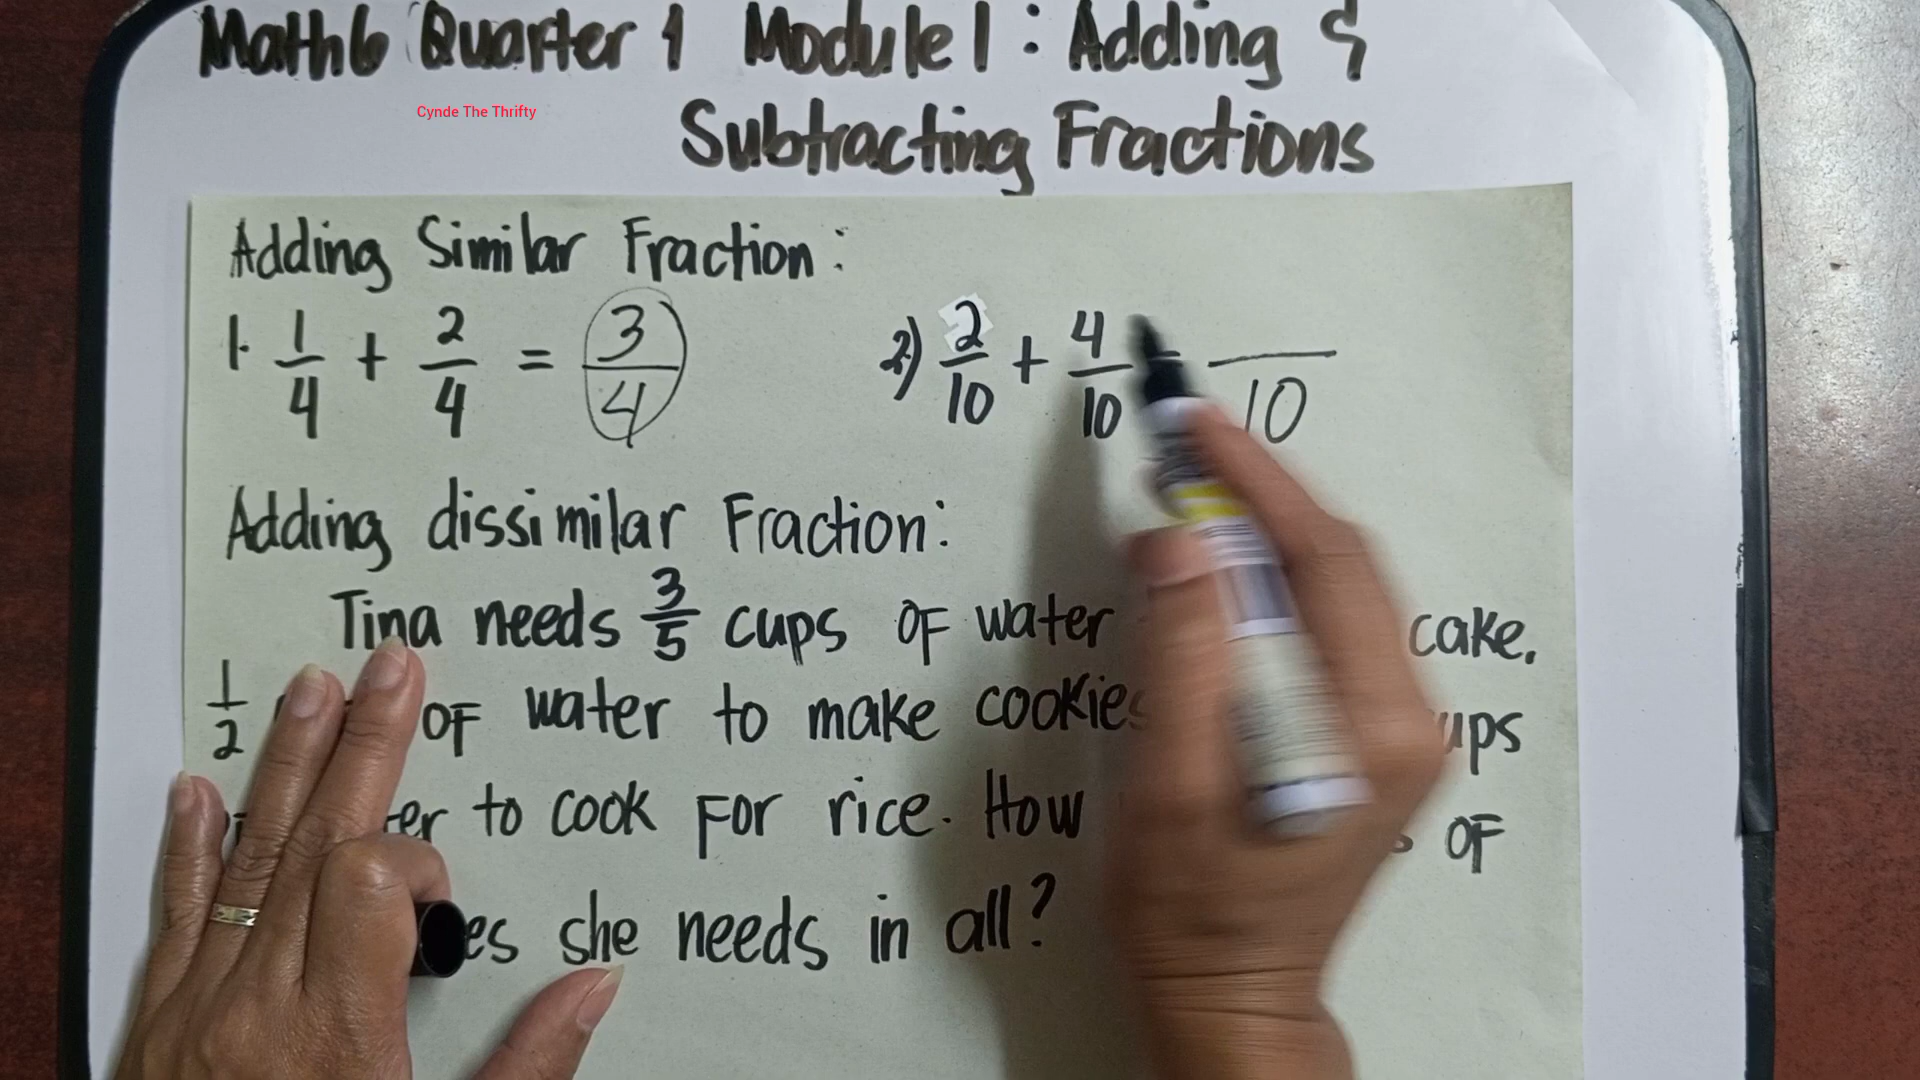 Math 6 Quarter 1 Module 1 : Adding &
Subtracting Fractions
Cynde The Thrifty
Adding Similar Fraction:
1. 1/4 + 2/4 = 3/4
2) 2/10 + 4/10 = /10
Adding dissimilar Fraction:
Tina needs 3/5 cups of water cake.
1/2 of water to make cookies
to cook for rice. How of
she needs in all?